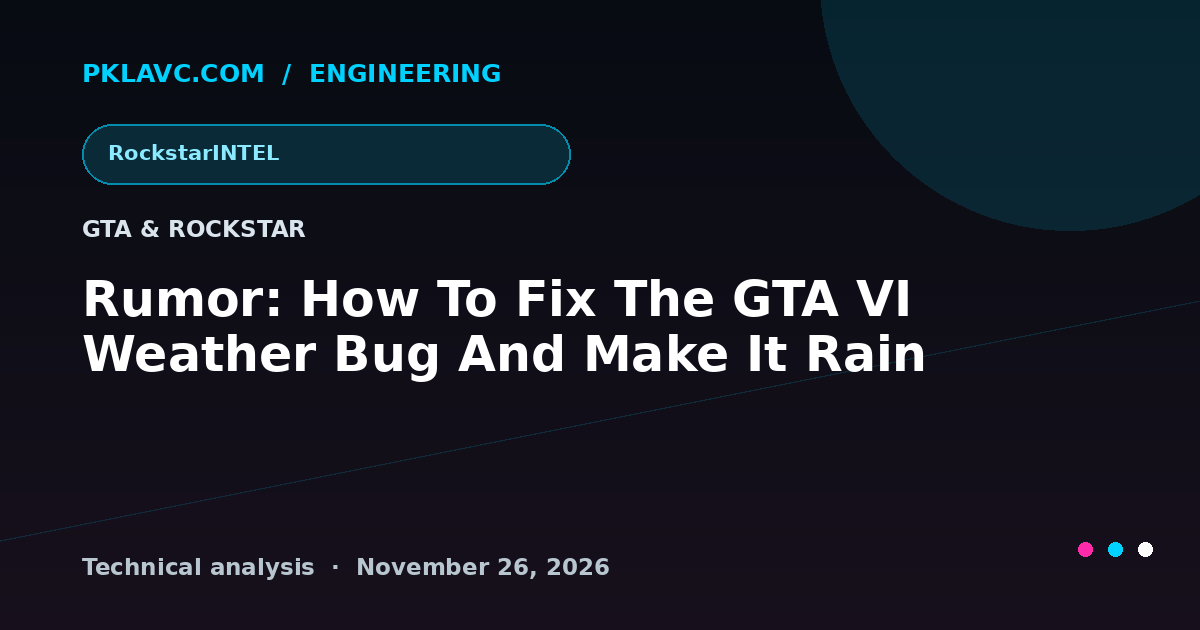 PKLAVC.COM / ENGINEERING
RockstarINTEL
GTA & ROCKSTAR
Rumor: How To Fix The GTA VI
Weather Bug And Make It Rain
Technical analysis · November 26, 2026